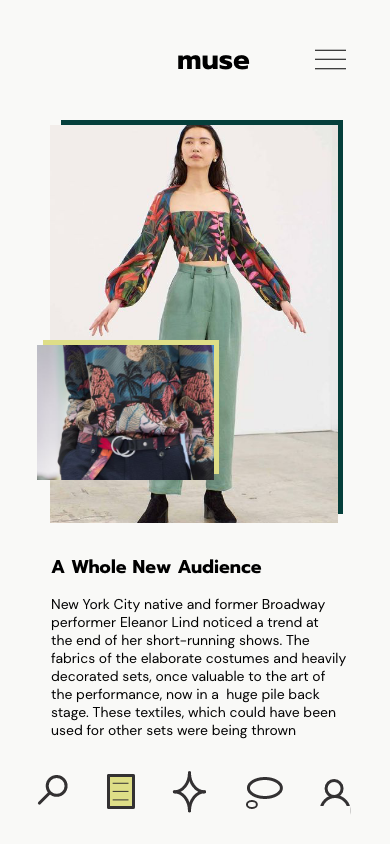 muse
A Whole New Audience
New York City native and former Broadway
performer Eleanor Lind noticed a trend at
the end of her short-running shows. The
fabrics of the elaborate costumes and heavily
decorated sets, once valuable to the art of
the performance, now in a  huge pile back
stage. These textiles, which could have been
used for other sets were being thrown